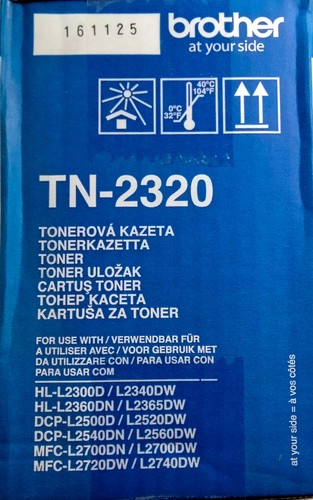 161125
brother
at your side
40°C
104°F
0°C
32°F
TN-2320
TONEROVÁ KAZETA
TONERKAZETTA
TONER
TONER ULOŽAK
CARTUŞ TONER
ТОНЕР КАСЕТА
KARTUŠA ZA TONER
FOR USE WITH / VERWENDBAR FÜR
A UTILISER AVEC / VOOR GEBRUIK MET
DA UTILIZZARE CON / PARA USAR CON
PARA USAR COM
HL-L2300D / L2340DW
HL-L2360DN / L2365DW
DCP-L2500D / L2520DW
DCP-L2540DN / L2560DW
MFC-L2700DN / L2700DW
MFC-L2720DW / L2740DW
at your side = à vos côtés